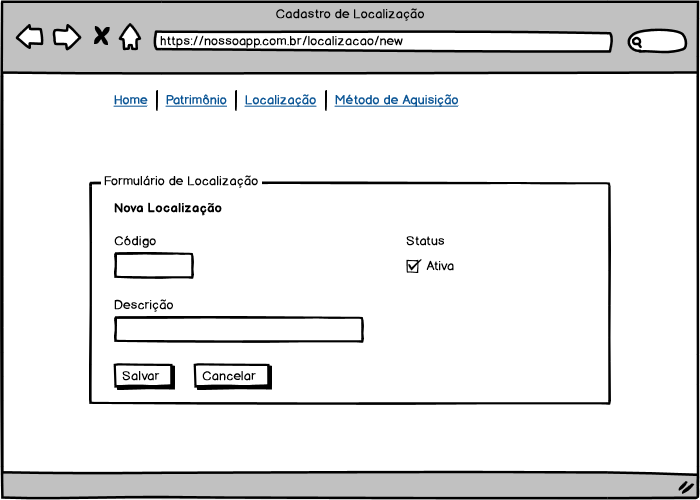 Cadastro de Localização
https://nossoapp.com.br/localizacao/new
Home | Patrimônio | Localização | Método de Aquisição
Formulário de Localização
Nova Localização
Código
Status
Ativa
Descrição
Salvar
Cancelar